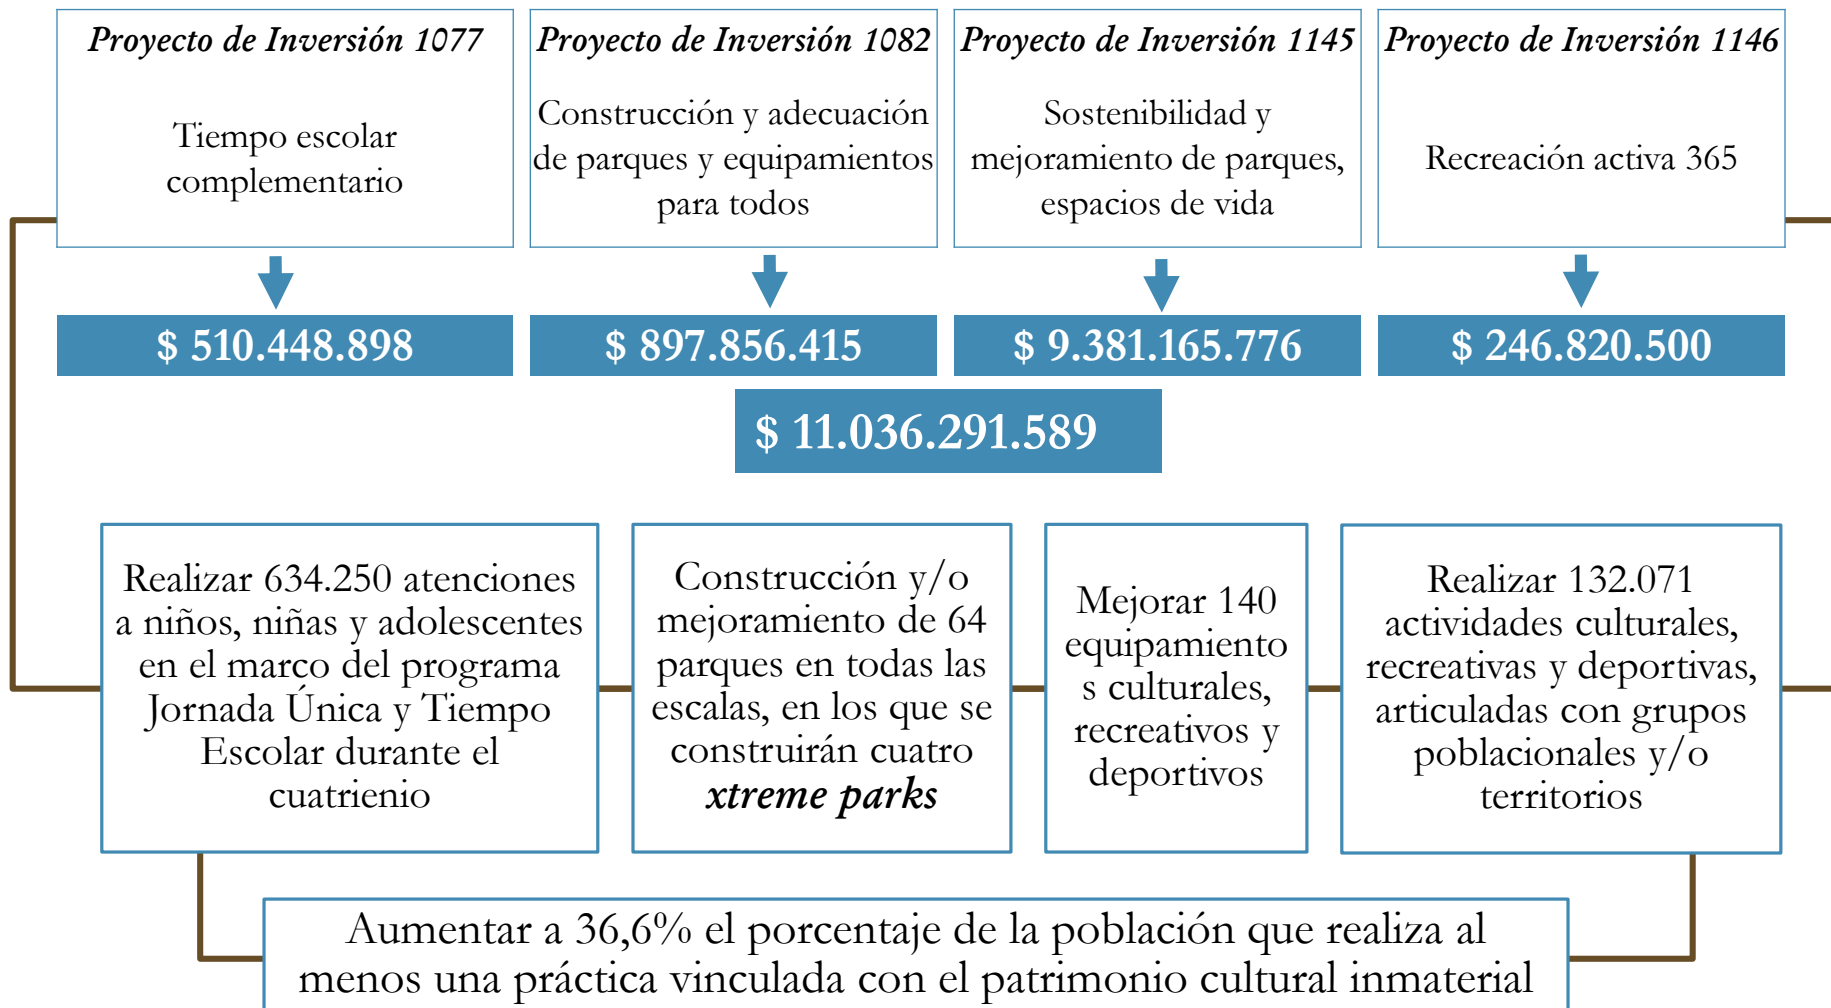 Proyecto de Inversión 1077
Tiempo escolar
complementario
Proyecto de Inversión 1082
Construcción y adecuación
de parques y equipamientos
para todos
Proyecto de Inversión 1145
Sostenibilidad y
mejoramiento de parques,
espacios de vida
Proyecto de Inversión 1146
Recreación activa 365
$ 510.448.898
$ 897.856.415
$ 9.381.165.776
$ 246.820.500
$ 11.036.291.589
Realizar 634.250 atenciones
a niños, niñas y adolescentes
en el marco del programa
Jornada Única y Tiempo
Escolar durante el
cuatrienio
Construcción y/o
mejoramiento de 64
parques en todas las
escalas, en los que se
construirán cuatro
xtreme parks
Mejorar 140
equipamiento
s culturales,
recreativos y
deportivos
Realizar 132.071
actividades culturales,
recreativas y deportivas,
articuladas con grupos
poblacionales y/o
territorios
Aumentar a 36,6% el porcentaje de la población que realiza al
menos una práctica vinculada con el patrimonio cultural inmaterial